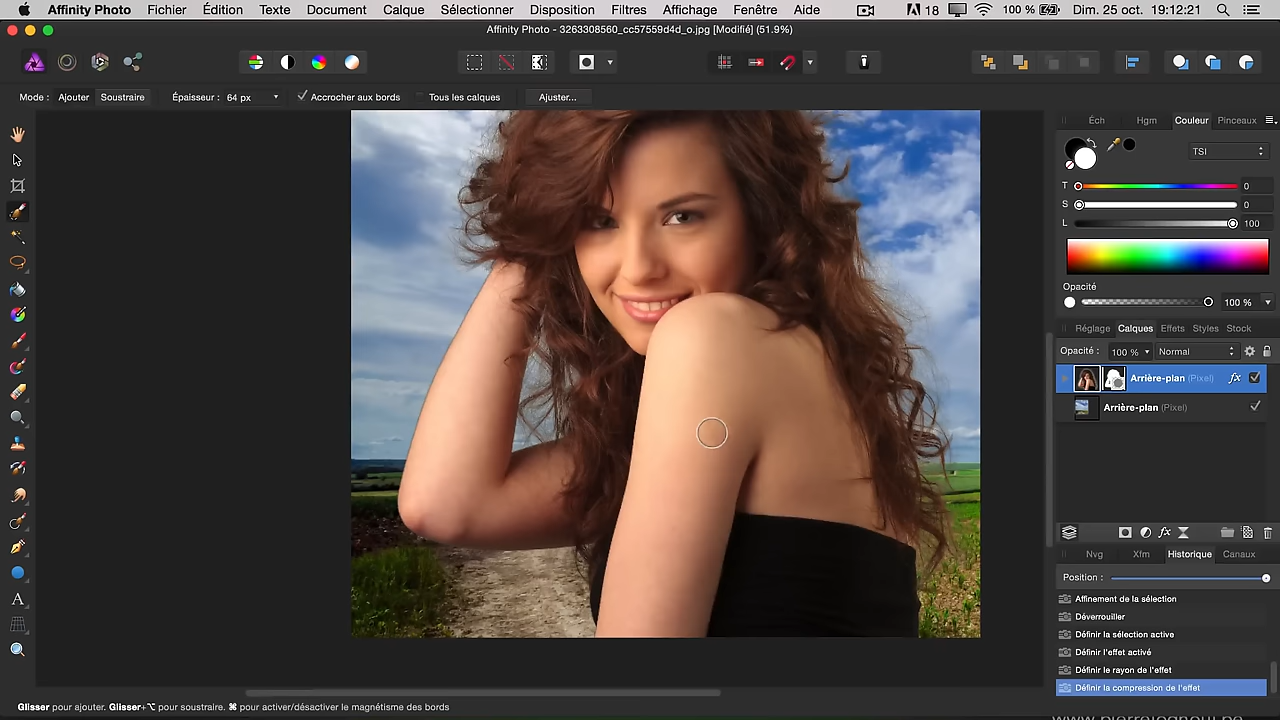 Affinity Photo Fichier Édition Texte Document Calque Sélectionner Disposition Filtres Affichage Fenêtre Aide 18 100 % Dim. 25 oct. 19:12:21
Affinity Photo - 3263308560_cc57559d4d_o.jpg [Modifié] (51.9%)
Mode : Ajouter Soustraire Épaisseur : 64 px Accrocher aux bords Tous les calques Ajuster...
Éch Hgm Couleur Pinceaux
TSI
T 0
S 0
L 100
Opacité
100 %
Réglage Calques Effets Styles Stock
Opacité : 100 % Normal
Arrière-plan (Pixel) fx
Arrière-plan (Pixel)
fx
Nvg Xfm Historique Canaux
Position :
Affinement de la sélection
Déverrouiller
Définir la sélection active
Définir l'effet activé
Définir le rayon de l'effet
Définir la compression de l'effet
A
Glisser pour ajouter. Glisser+⌥ pour soustraire. ⌘ pour activer/désactiver le magnétisme des bords